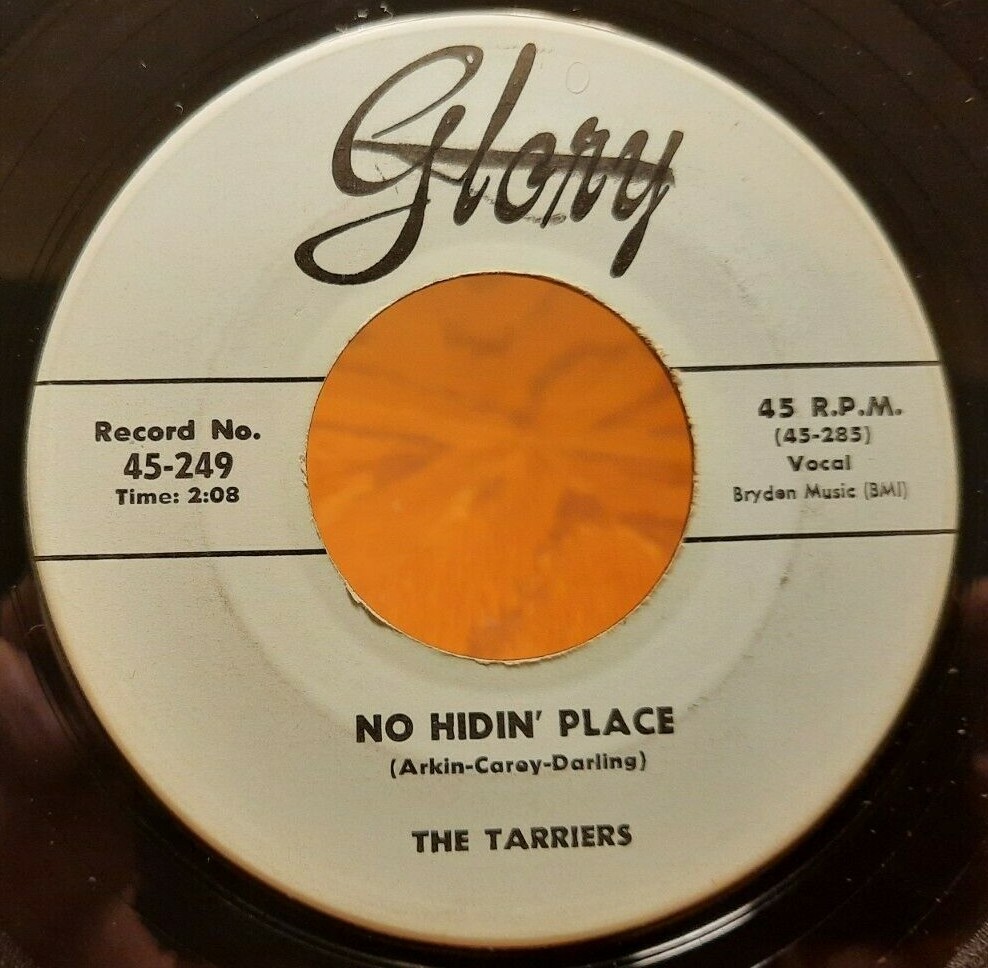 Glory
Record No.
45-249
Time: 2:08
45 R.P.M.
(45-285)
Vocal
Bryden Music (BMI)
NO HIDIN' PLACE
(Arkin-Carey-Darling)
THE TARRIERS